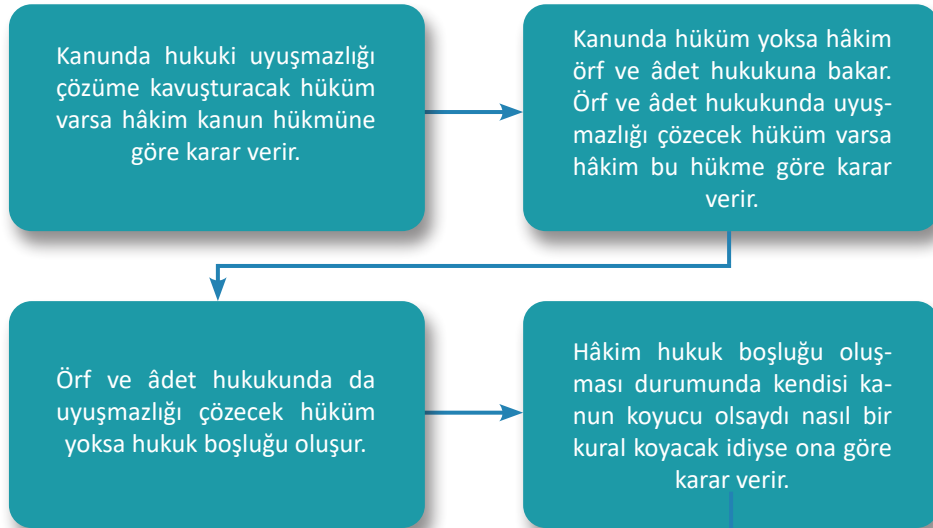 Kanunda hukuki uyuşmazlığı
çözüme kavuşturacak hüküm
varsa hâkim kanun hükmüne
göre karar verir.
Kanunda hüküm yoksa hâkim
örf ve âdet hukukuna bakar.
Örf ve âdet hukukunda uyuş-
mazlığı çözecek hüküm varsa
hâkim bu hükme göre karar
verir.
Örf ve âdet hukukunda da
uyuşmazlığı çözecek hüküm
yoksa hukuk boşluğu oluşur.
Hâkim hukuk boşluğu oluş-
ması durumunda kendisi ka-
nun koyucu olsaydı nasıl bir
kural koyacak idiyse ona göre
karar verir.